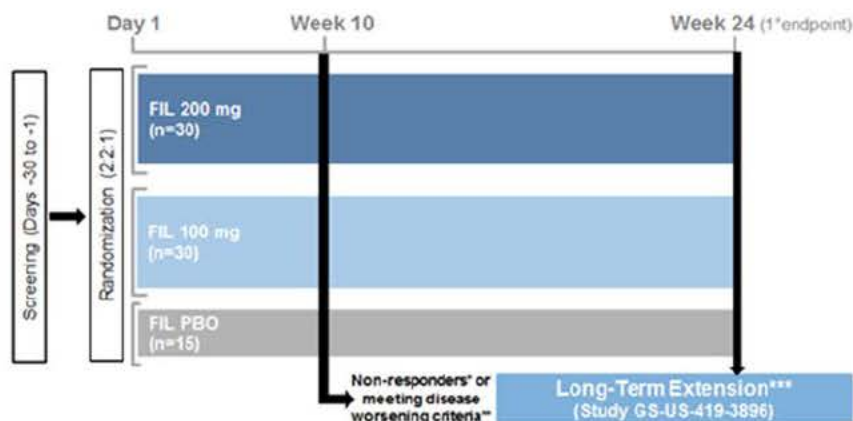 Day 1 Week 10 Week 24 (1°endpoint)
Screening (Days -30 to -1)
Randomization (2:2:1)
FIL 200 mg
(n=30)
FIL 100 mg
(n=30)
FIL PBO
(n=15)
Non-responders* or
meeting disease
worsening criteria**
Long-Term Extension***
(Study GS-US-419-3896)